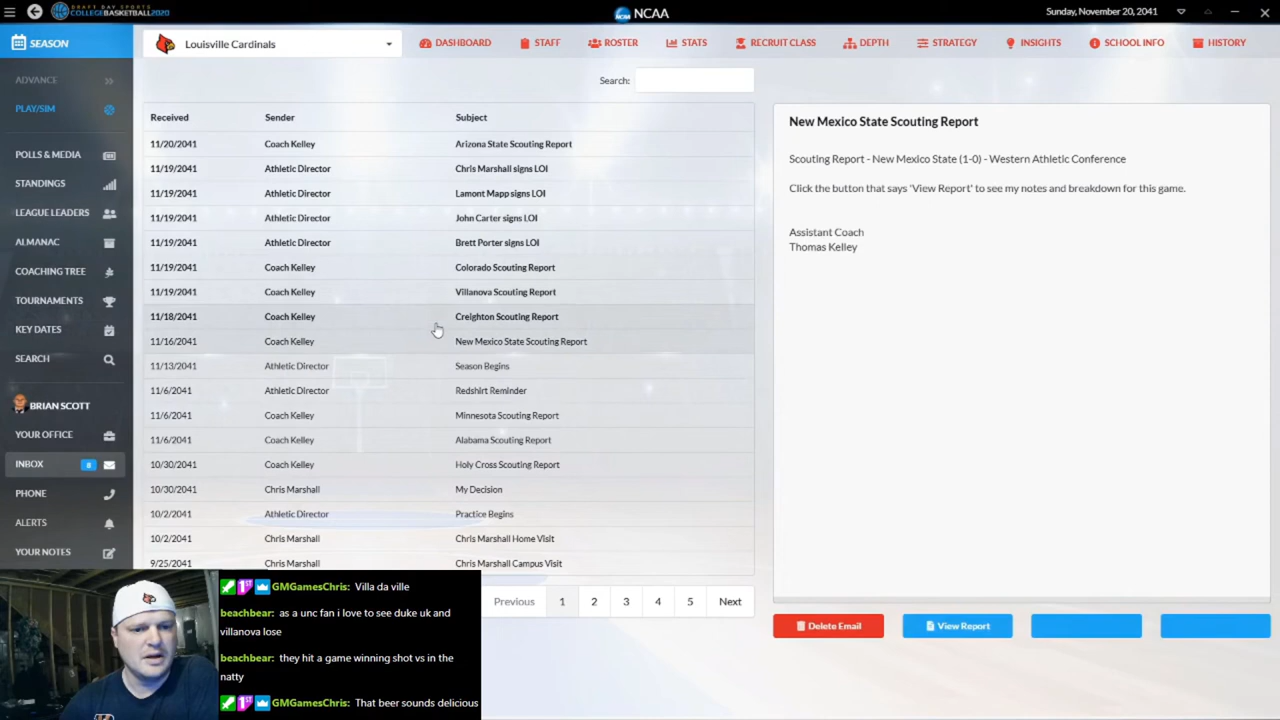 DRAFT DAY SPORTS
COLLEGE BASKETBALL 2020
NCAA
Sunday, November 20, 2041
SEASON
Louisville Cardinals
DASHBOARD STAFF ROSTER STATS RECRUIT CLASS DEPTH STRATEGY INSIGHTS SCHOOL INFO HISTORY
ADVANCE
PLAY/SIM
POLLS & MEDIA
STANDINGS
LEAGUE LEADERS
ALMANAC
COACHING TREE
TOURNAMENTS
KEY DATES
SEARCH
BRIAN SCOTT
YOUR OFFICE
INBOX 8
PHONE
ALERTS
YOUR NOTES
Search:
Received Sender Subject
11/20/2041 Coach Kelley Arizona State Scouting Report
11/19/2041 Athletic Director Chris Marshall signs LOI
11/19/2041 Athletic Director Lamont Mapp signs LOI
11/19/2041 Athletic Director John Carter signs LOI
11/19/2041 Athletic Director Brett Porter signs LOI
11/19/2041 Coach Kelley Colorado Scouting Report
11/19/2041 Coach Kelley Villanova Scouting Report
11/18/2041 Coach Kelley Creighton Scouting Report
11/16/2041 Coach Kelley New Mexico State Scouting Report
11/13/2041 Athletic Director Season Begins
11/6/2041 Athletic Director Redshirt Reminder
11/6/2041 Coach Kelley Minnesota Scouting Report
11/6/2041 Coach Kelley Alabama Scouting Report
10/30/2041 Coach Kelley Holy Cross Scouting Report
10/30/2041 Chris Marshall My Decision
10/2/2041 Athletic Director Practice Begins
10/2/2041 Chris Marshall Chris Marshall Home Visit
9/25/2041 Chris Marshall Chris Marshall Campus Visit
Previous 1 2 3 4 5 Next
New Mexico State Scouting Report
Scouting Report - New Mexico State (1-0) - Western Athletic Conference
Click the button that says 'View Report' to see my notes and breakdown for this game.
Assistant Coach
Thomas Kelley
Delete Email View Report
GMGamesChris: Villa da ville
beachbear: as a unc fan i love to see duke uk and
villanova lose
beachbear: they hit a game winning shot vs in the
natty
GMGamesChris: That beer sounds delicious